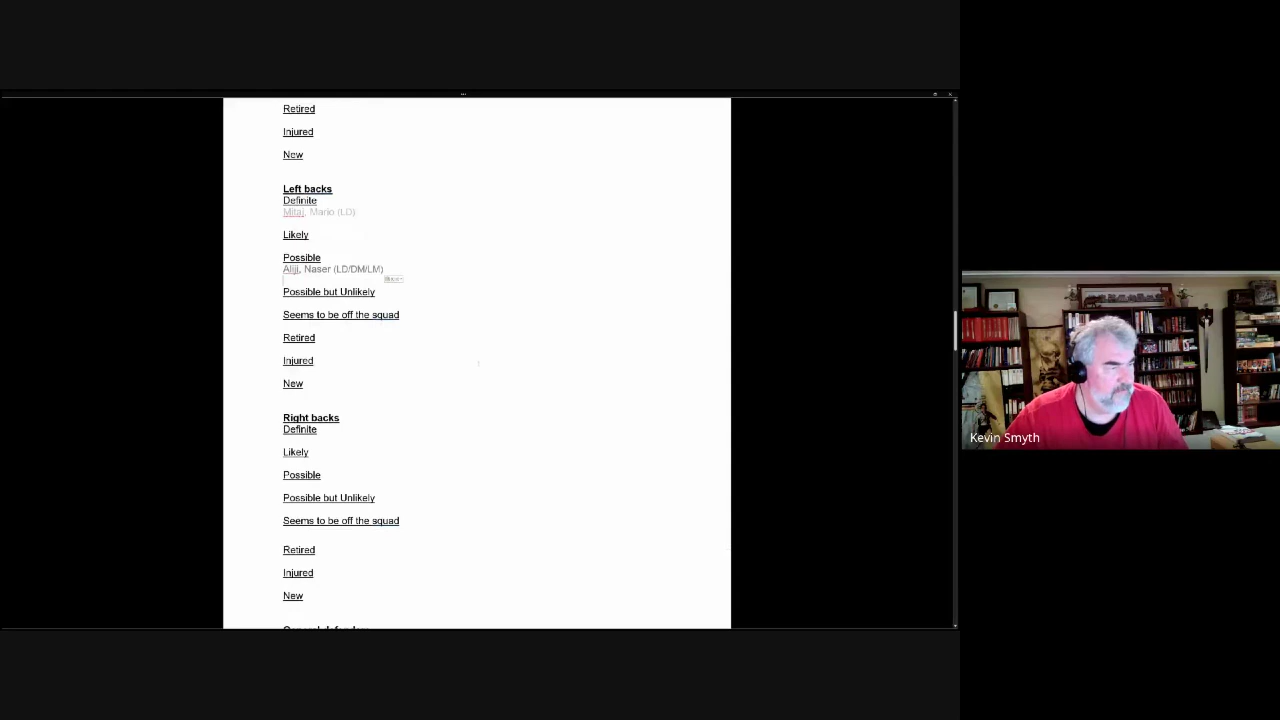 Retired
Injured
New
Left backs
Definite
Mitaj, Mario (LD)
Likely
Possible
Aliji, Naser (LD/DM/LM)
Possible but Unlikely
Seems to be off the squad
Retired
Injured
New
Right backs
Definite
Likely
Possible
Possible but Unlikely
Seems to be off the squad
Retired
Injured
New
General defenders
Kevin Smyth